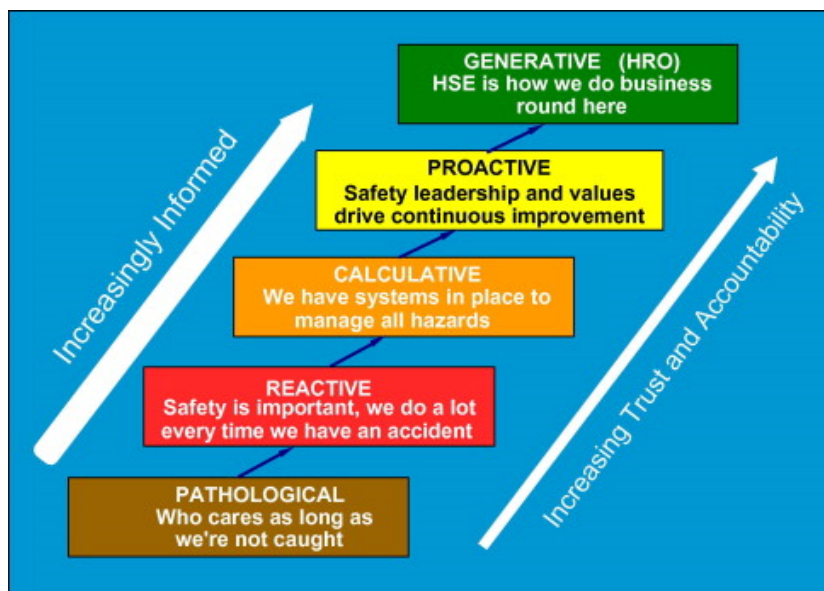 GENERATIVE (HRO)
HSE is how we do business
round here
PROACTIVE
Safety leadership and values
drive continuous improvement
CALCULATIVE
We have systems in place to
manage all hazards
REACTIVE
Safety is important, we do a lot
every time we have an accident
PATHOLOGICAL
Who cares as long as
we're not caught
Increasingly Informed
Increasing Trust and Accountability